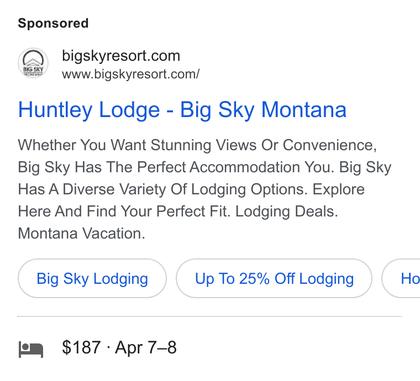 Sponsored
BIG SKY
bigskyresort.com
www.bigskyresort.com/
Huntley Lodge - Big Sky Montana
Whether You Want Stunning Views Or Convenience,
Big Sky Has The Perfect Accommodation You. Big Sky
Has A Diverse Variety Of Lodging Options. Explore
Here And Find Your Perfect Fit. Lodging Deals.
Montana Vacation.
Big Sky Lodging
Up To 25% Off Lodging
Ho
$187 · Apr 7–8